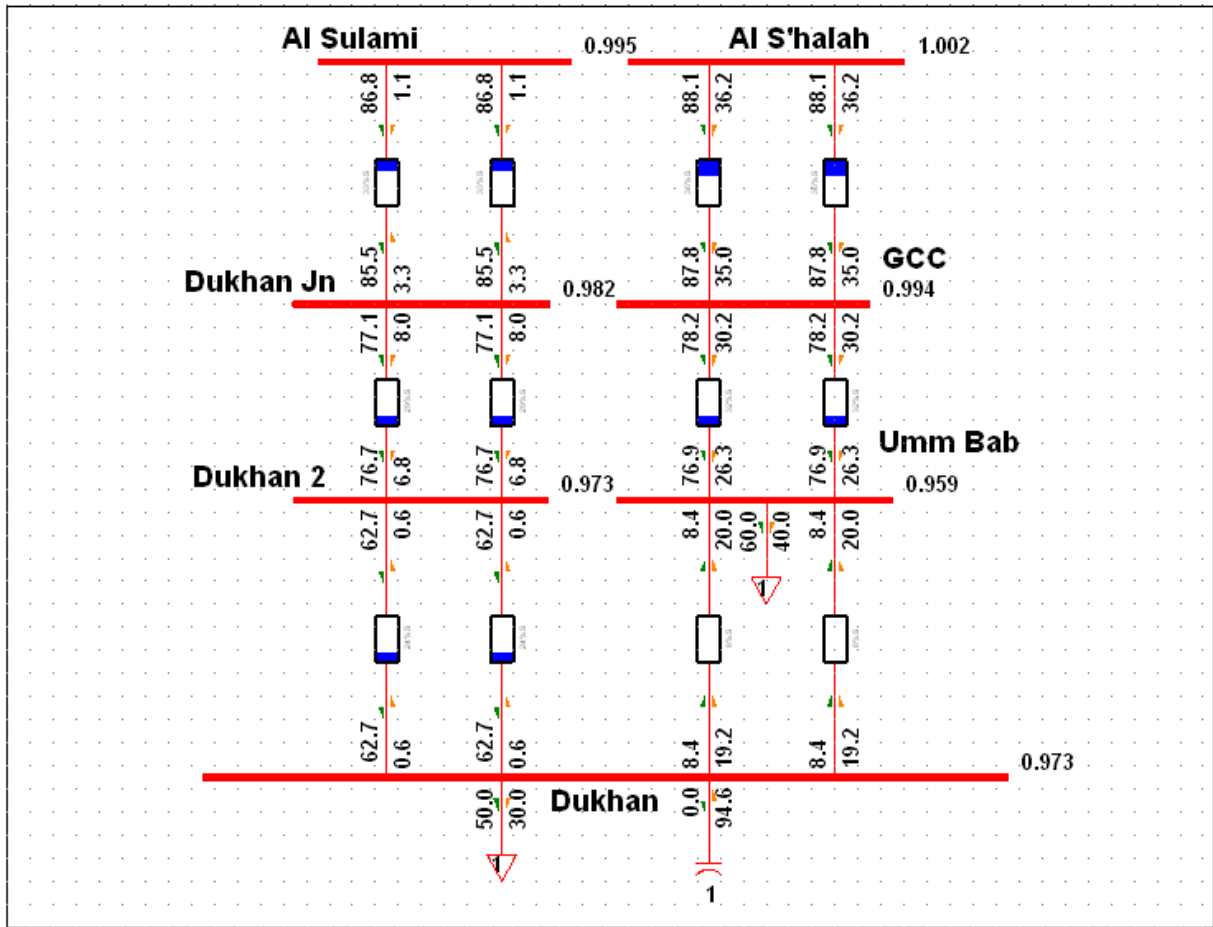 Al Sulami 0.995 Al S'halah 1.002
86.8 1.1 86.8 1.1 88.1 36.2 88.1 36.2
85.5 3.3 85.5 3.3 87.8 35.0 87.8 35.0 GCC
Dukhan Jn 0.982 0.994
77.1 8.0 77.1 8.0 78.2 30.2 78.2 30.2
76.7 6.8 76.7 6.8 76.9 26.3 76.9 26.3 Umm Bab
Dukhan 2 0.973 0.959
62.7 0.6 62.7 0.6 8.4 20.0 60.0 40.0 8.4 20.0
1
62.7 0.6 62.7 0.6 8.4 19.2 8.4 19.2 0.973
50.0 30.0 Dukhan 0.0 94.6
1
1